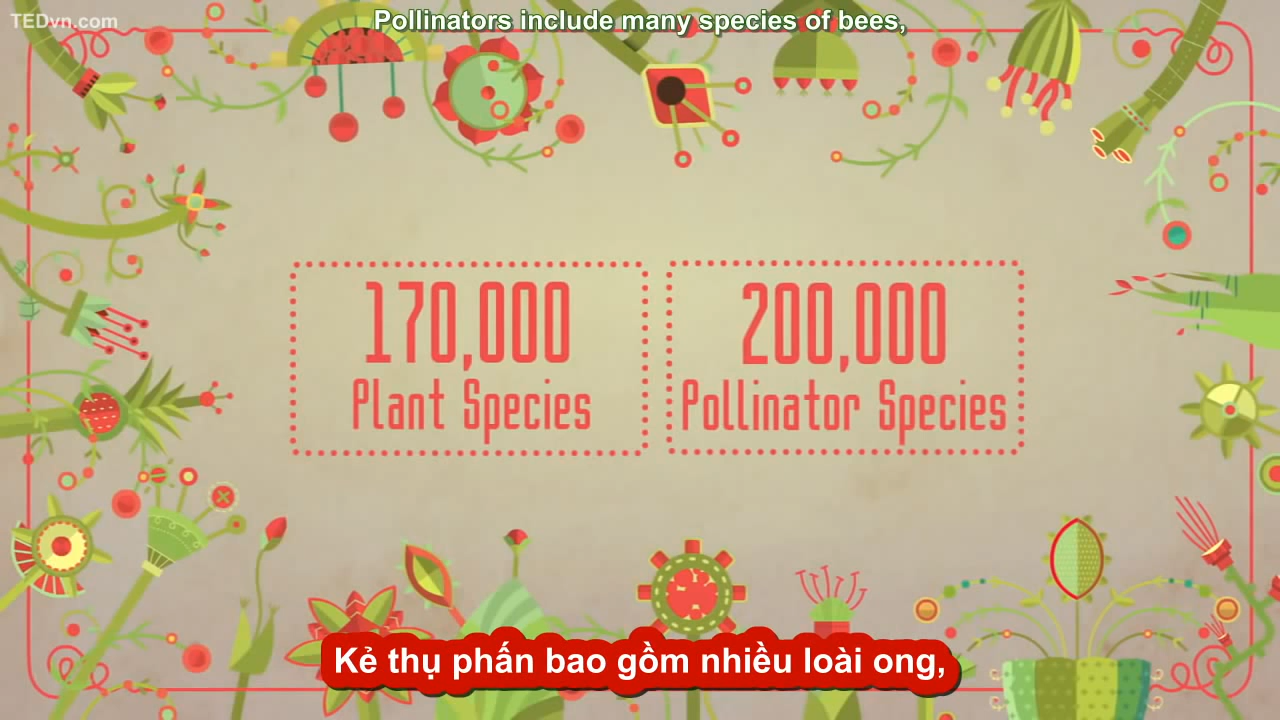 TEDvn.com
Pollinators include many species of bees,
170,000
Plant Species
200,000
Pollinator Species
Kẻ thụ phấn bao gồm nhiều loài ong,